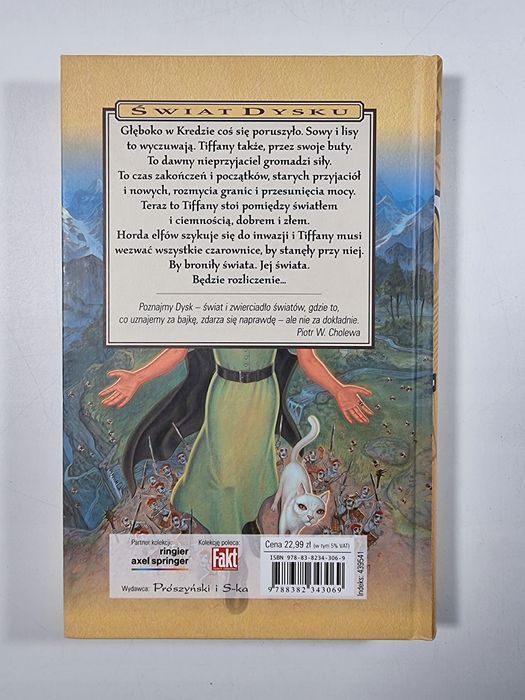 ŚWIAT DYSKU
Głęboko w Kredzie coś się poruszyło. Sowy i lisy
to wyczuwają. Tiffany także, przez swoje buty.
To dawny nieprzyjaciel gromadzi siły.
To czas zakończeń i początków, starych przyjaciół
i nowych, rozmycia granic i przesunięcia mocy.
Teraz to Tiffany stoi pomiędzy światłem
i ciemnością, dobrem i złem.
Horda elfów szykuje się do inwazji i Tiffany musi
wezwać wszystkie czarownice, by stanęły przy niej.
By broniły świata. Jej świata.
Będzie rozliczenie...
Poznajmy Dysk – świat i zwierciadło światów, gdzie to,
co uznajemy za bajkę, zdarza się naprawdę – ale nie za dokładnie.
Piotr W. Cholewa
Partner kolekcji:
ringier
axel springer
Kolekcję poleca:
Fakt
Wydawca: Prószyński i S-ka
Cena 22,99 zł (w tym 5% VAT)
ISBN 978-83-8234-306-9
9 788382 343069
Indeks: 439541